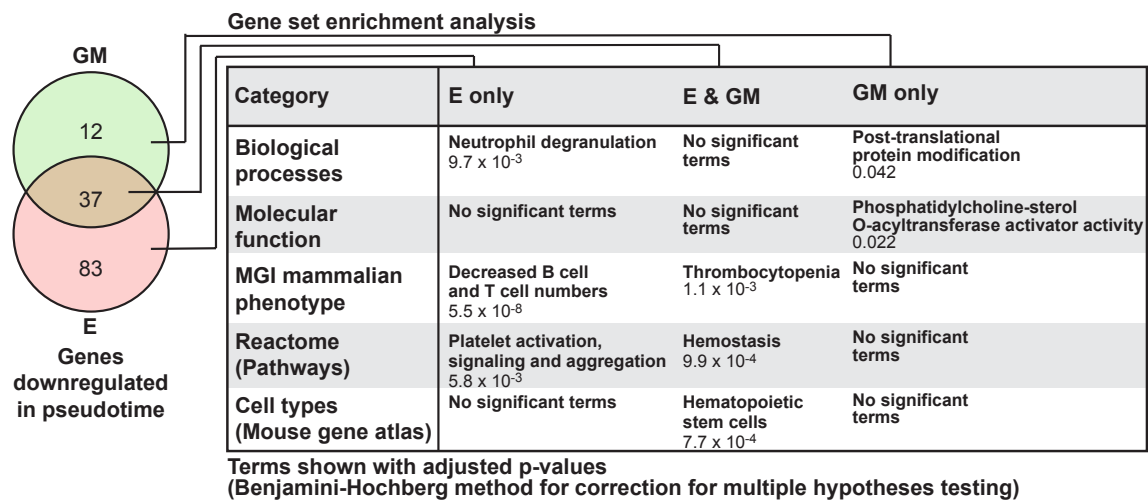 Gene set enrichment analysis
GM
12
37
83
E
Genes
downregulated
in pseudotime
Category
E only
E & GM
GM only
Biological
processes
Neutrophil degranulation
9.7 x 10-3
No significant
terms
Post-translational
protein modification
0.042
Molecular
function
No significant terms
No significant
terms
Phosphatidylcholine-sterol
O-acyltransferase activator activity
0.022
MGI mammalian
phenotype
Decreased B cell
and T cell numbers
5.5 x 10-8
Thrombocytopenia
1.1 x 10-3
No significant
terms
Reactome
(Pathways)
Platelet activation,
signaling and aggregation
5.8 x 10-3
Hemostasis
9.9 x 10-4
No significant
terms
Cell types
(Mouse gene atlas)
No significant terms
Hematopoietic
stem cells
7.7 x 10-4
No significant
terms
Terms shown with adjusted p-values
(Benjamini-Hochberg method for correction for multiple hypotheses testing)